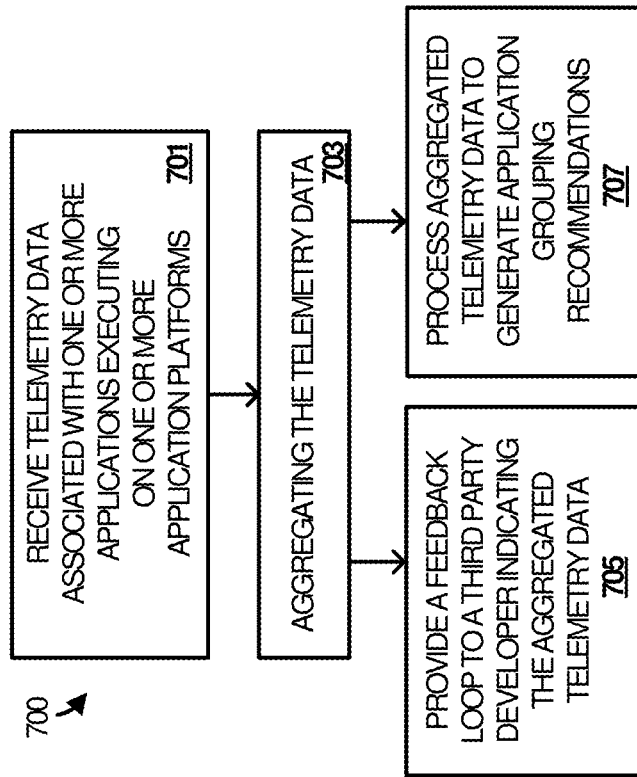 700
RECEIVE TELEMETRY DATA
ASSOCIATED WITH ONE OR MORE
APPLICATIONS EXECUTING
ON ONE OR MORE
APPLICATION PLATFORMS
701
AGGREGATING THE TELEMETRY DATA
703
PROVIDE A FEEDBACK
LOOP TO A THIRD PARTY
DEVELOPER INDICATING
THE AGGREGATED
TELEMETRY DATA
705
PROCESS AGGREGATED
TELEMETRY DATA TO
GENERATE APPLICATION
GROUPING
RECOMMENDATIONS
707